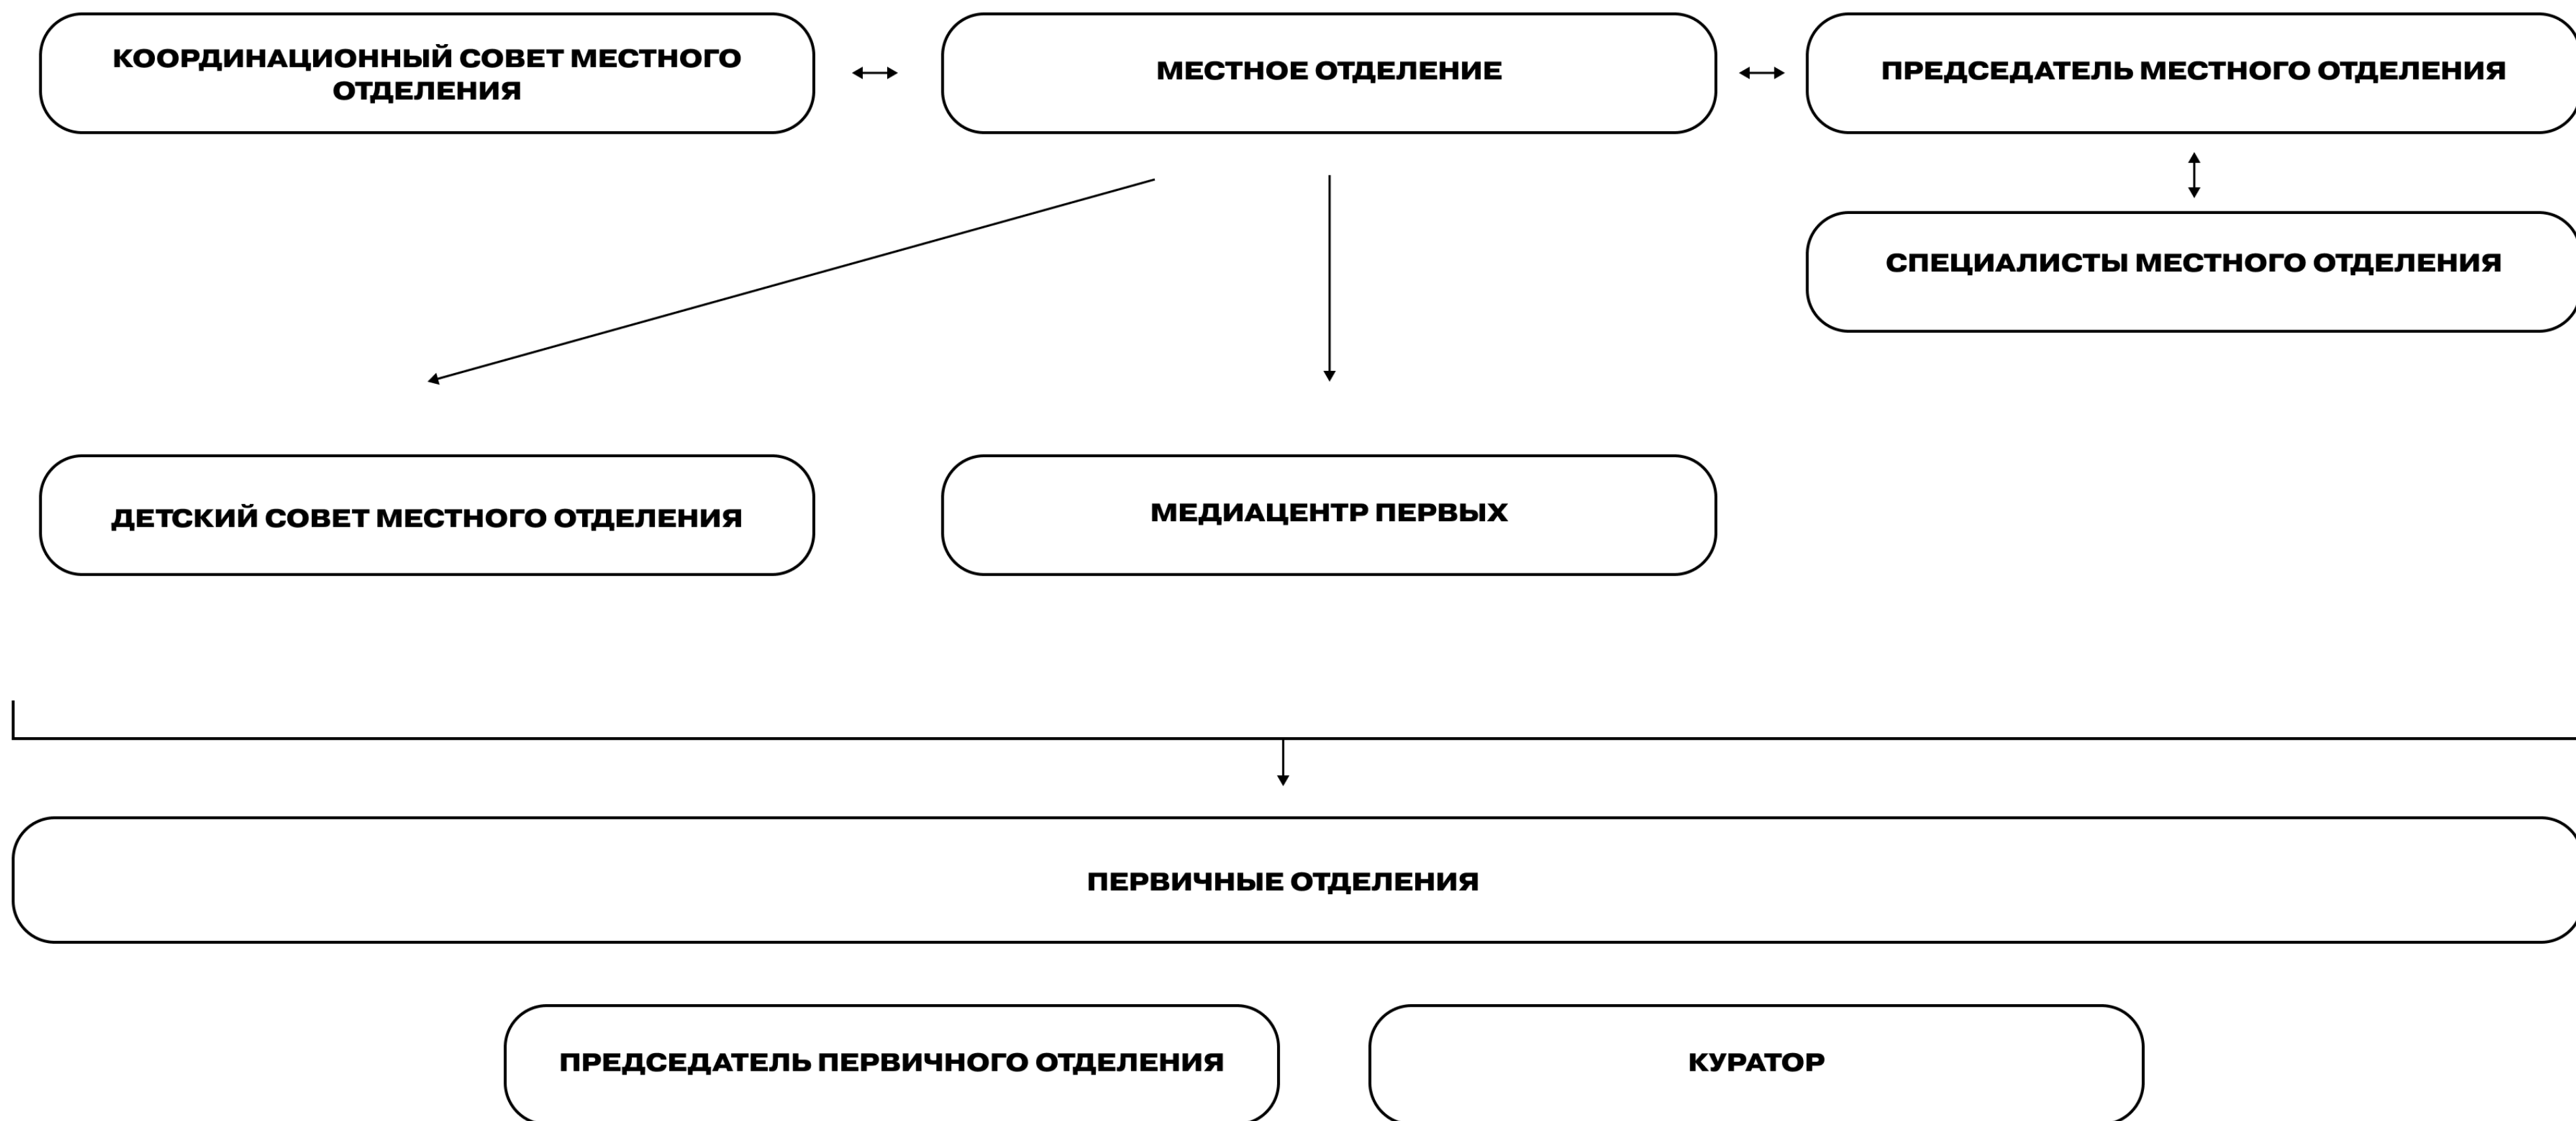 КООРДИНАЦИОННЫЙ СОВЕТ МЕСТНОГО
ОТДЕЛЕНИЯ
МЕСТНОЕ ОТДЕЛЕНИЕ
ПРЕДСЕДАТЕЛЬ МЕСТНОГО ОТДЕЛЕНИЯ
СПЕЦИАЛИСТЫ МЕСТНОГО ОТДЕЛЕНИЯ
ДЕТСКИЙ СОВЕТ МЕСТНОГО ОТДЕЛЕНИЯ
МЕДИАЦЕНТР ПЕРВЫХ
ПЕРВИЧНЫЕ ОТДЕЛЕНИЯ
ПРЕДСЕДАТЕЛЬ ПЕРВИЧНОГО ОТДЕЛЕНИЯ
КУРАТОР